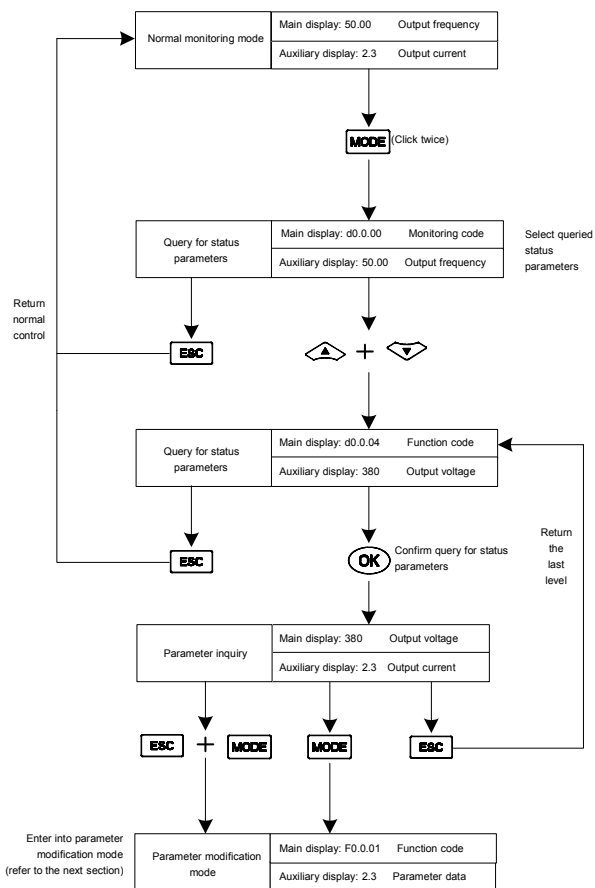 Normal monitoring mode
Main display: 50.00 Output frequency
Auxiliary display: 2.3 Output current
MODE (Click twice)
Query for status
parameters
Main display: d0.0.00 Monitoring code
Auxiliary display: 50.00 Output frequency
Select queried
status
parameters
Return
normal
control
ESC
+
Query for status
parameters
Main display: d0.0.04 Function code
Auxiliary display: 380 Output voltage
ESC
OK
Confirm query for status
parameters
Return
the
last
level
Parameter inquiry
Main display: 380 Output voltage
Auxiliary display: 2.3 Output current
ESC + MODE
MODE
ESC
Enter into parameter
modification mode
(refer to the next section)
Parameter modification
mode
Main display: F0.0.01 Function code
Auxiliary display: 2.3 Parameter data